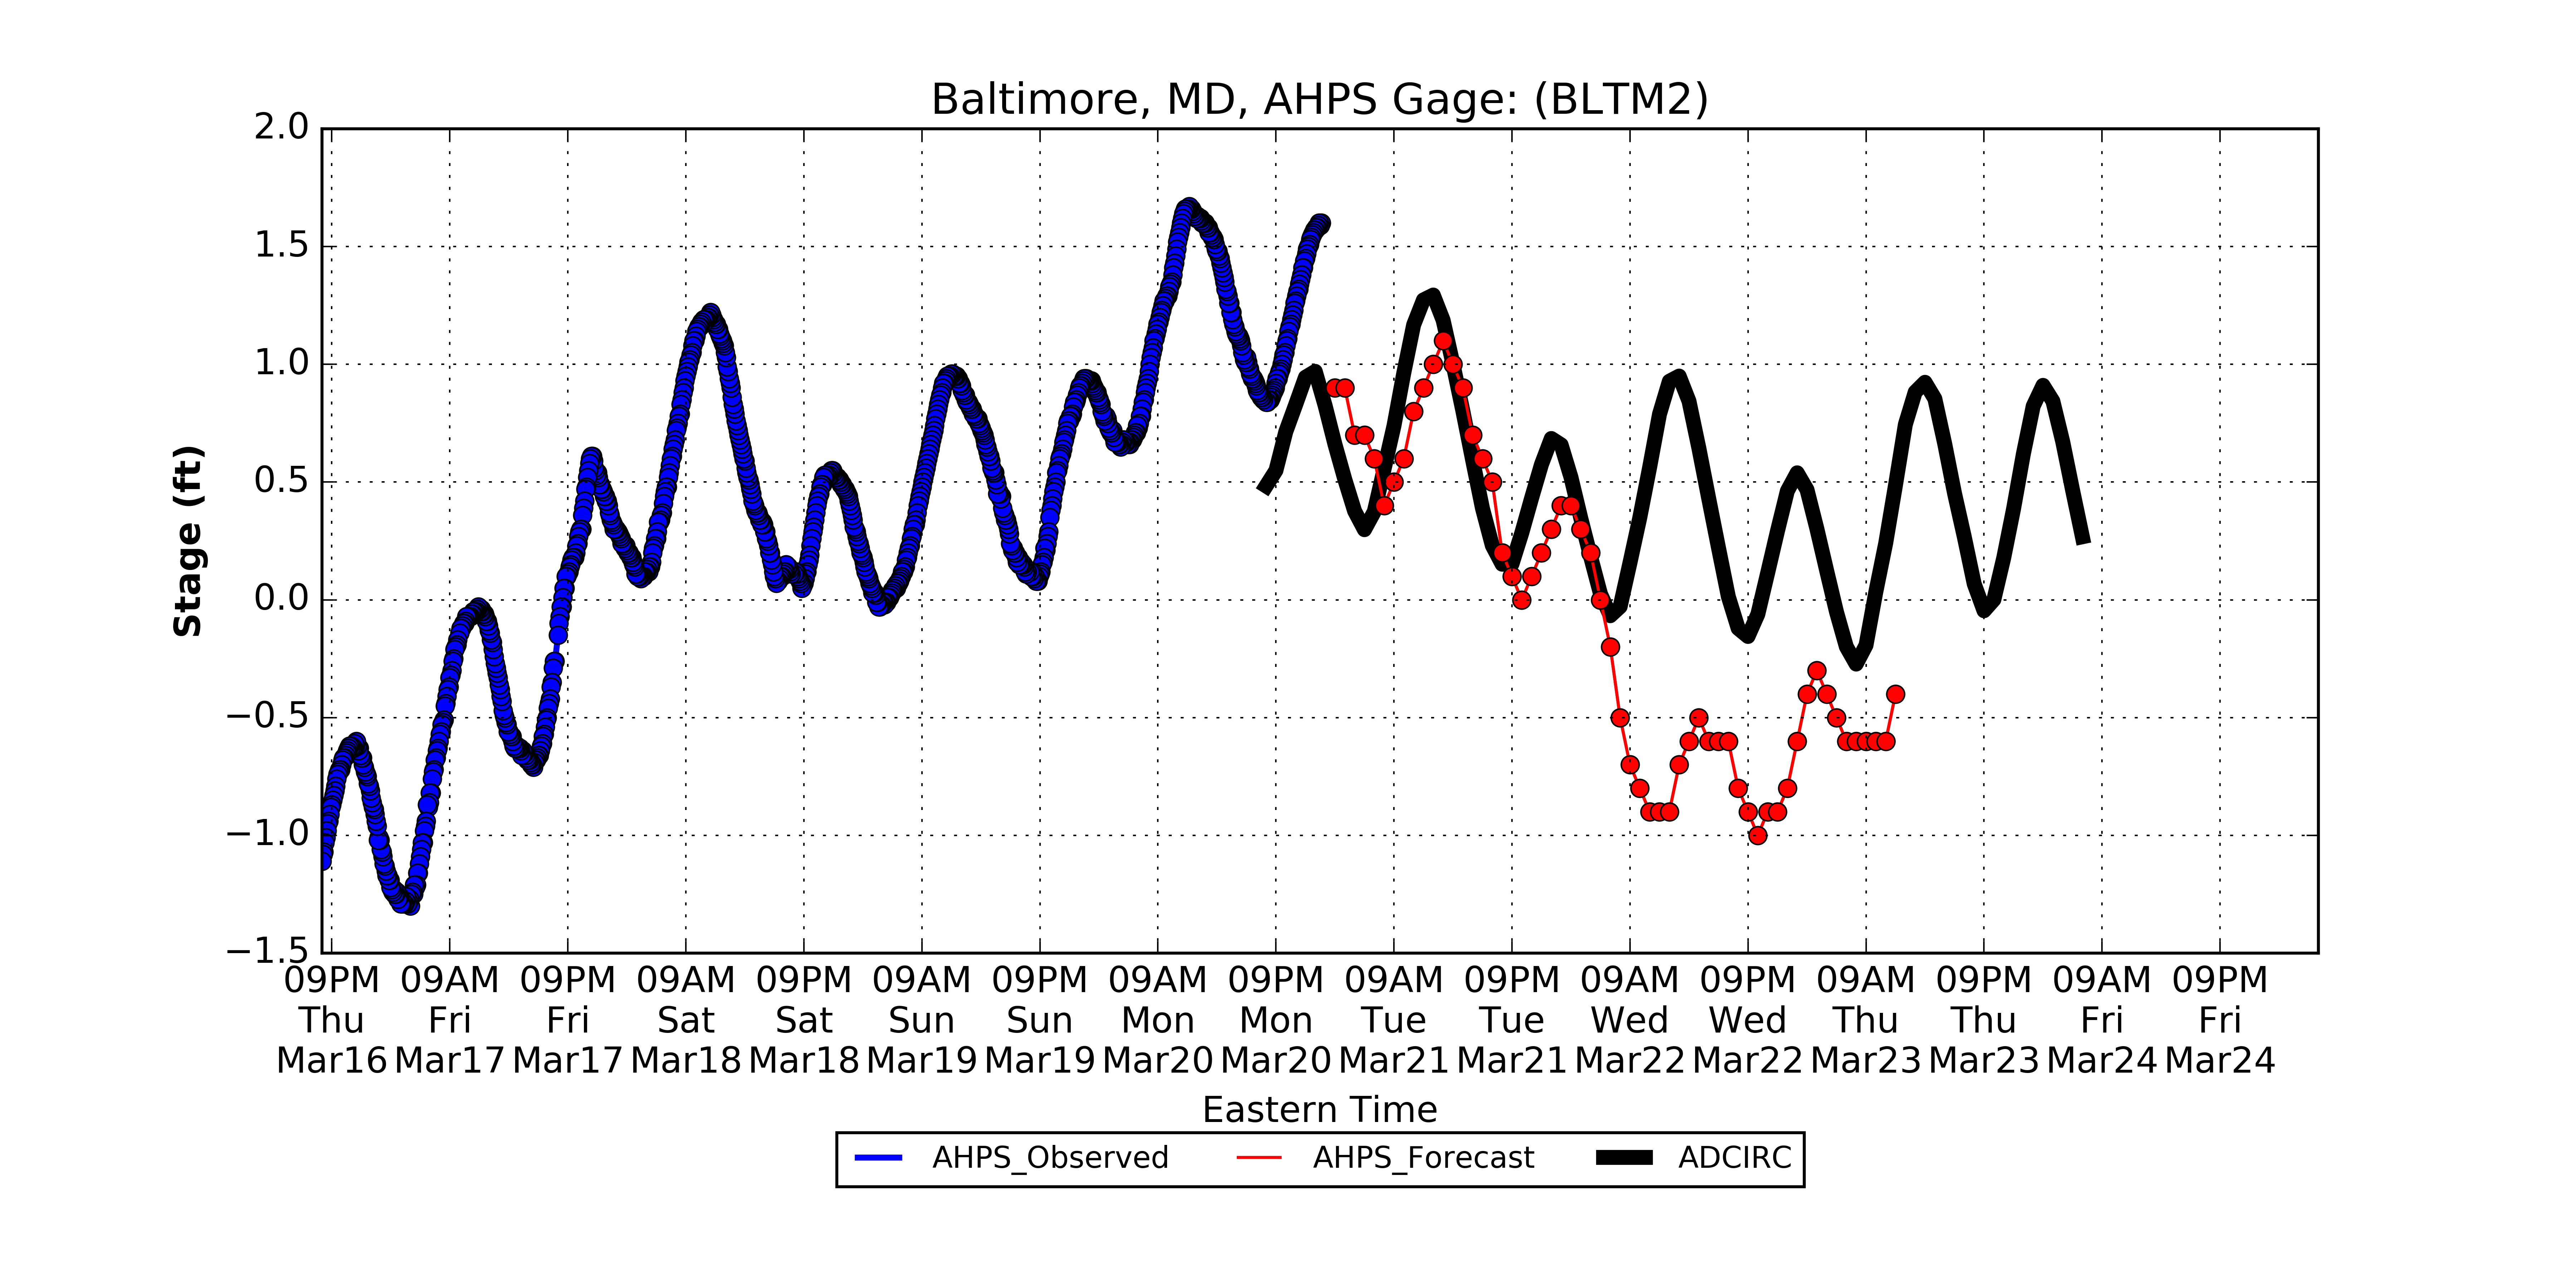 Baltimore, MD, AHPS Gage: (BLTM2)
2.0
1.5
1.0
0.5
0.0
−0.5
−1.0
−1.5
Stage (ft)
09PM 09AM 09PM 09AM 09PM 09AM 09PM 09AM 09PM 09AM 09PM 09AM 09PM 09AM 09PM 09AM 09PM
Thu Fri Fri Sat Sat Sun Sun Mon Mon Tue Tue Wed Wed Thu Thu Fri Fri
Mar16 Mar17 Mar17 Mar18 Mar18 Mar19 Mar19 Mar20 Mar20 Mar21 Mar21 Mar22 Mar22 Mar23 Mar23 Mar24 Mar24
Eastern Time
AHPS_Observed AHPS_Forecast ADCIRC